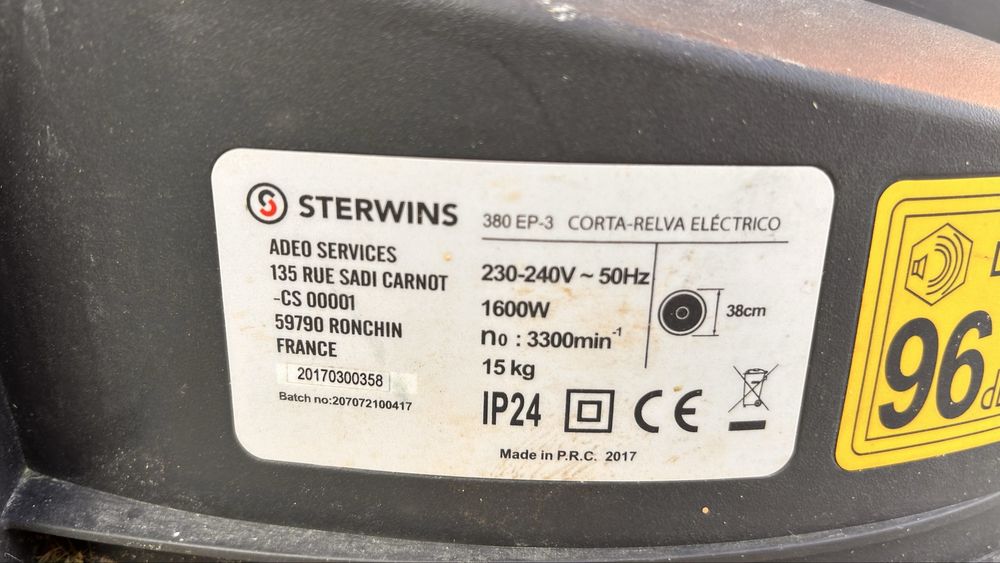 STERWINS
380 EP-3 CORTA-RELVA ELÉCTRICO
ADEO SERVICES
135 RUE SADI CARNOT
-CS 00001
59790 RONCHIN
FRANCE
20170300358
Batch no:207072100417
230-240V ~ 50Hz
1600W
n₀ : 3300min⁻¹
15 kg
38cm
IP24
CE
Made in P.R.C. 2017
96